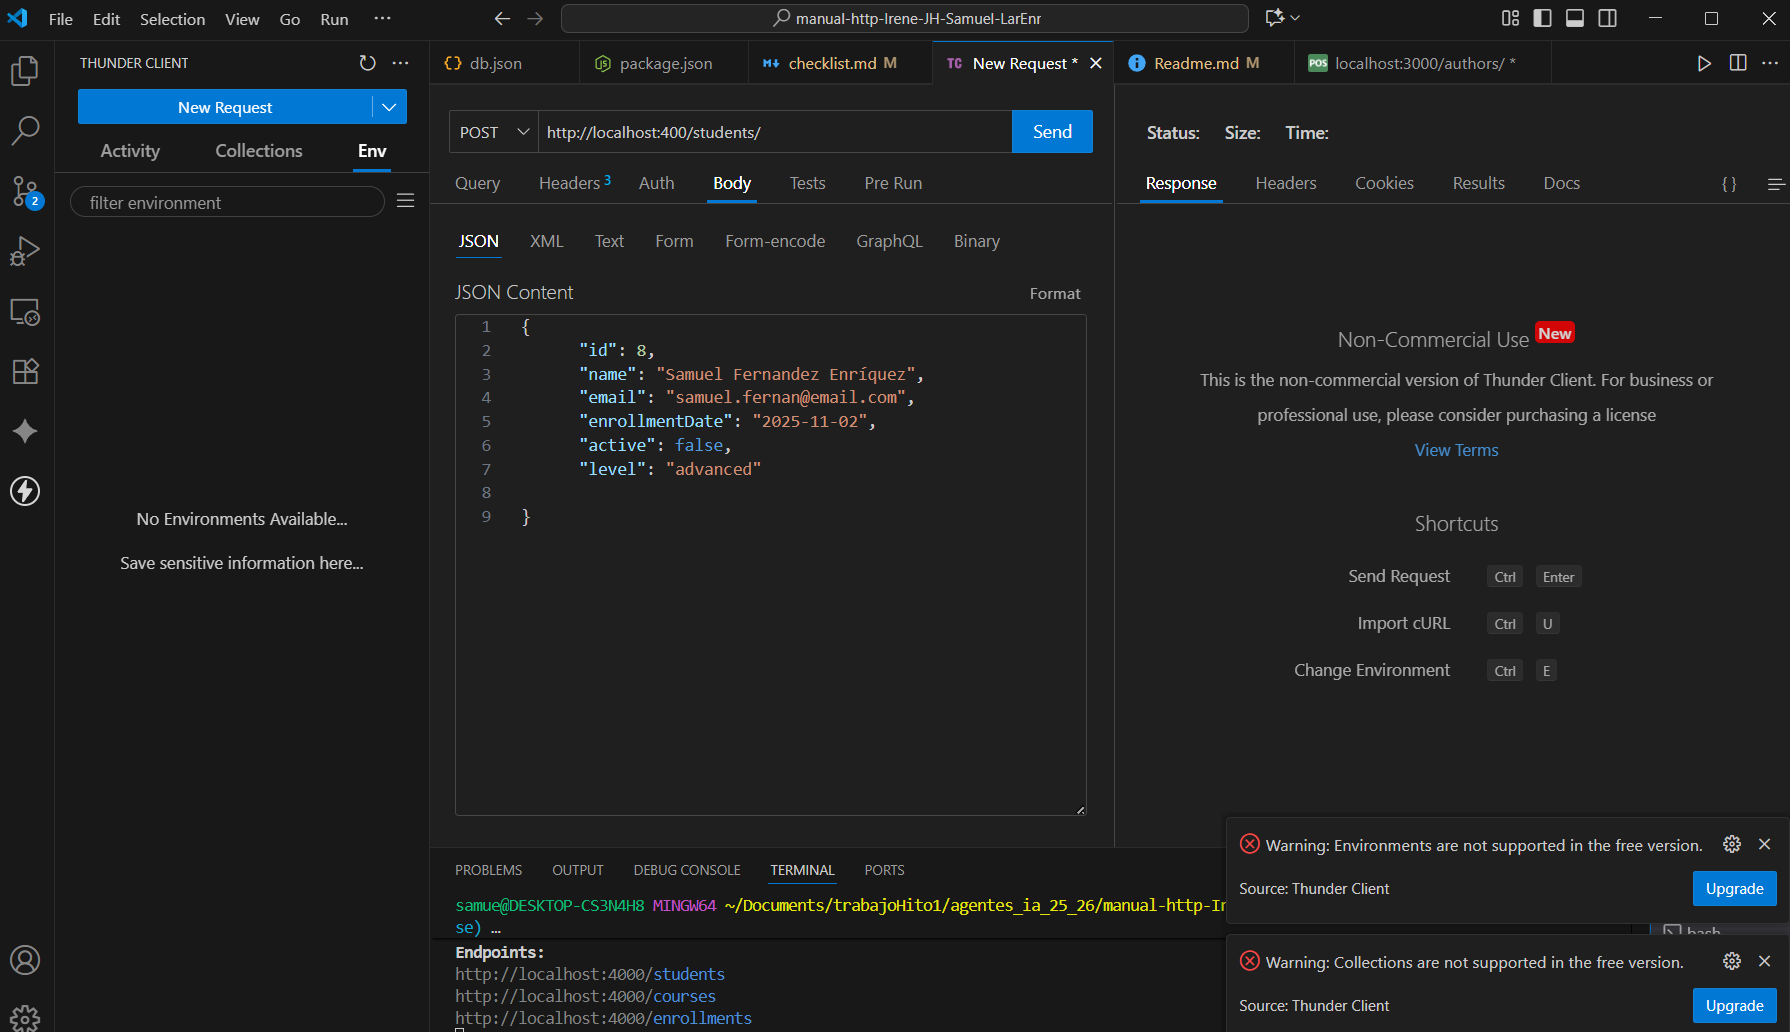 File Edit Selection View Go Run ···
manual-http-Irene-JH-Samuel-LarEnr
THUNDER CLIENT
New Request
Activity Collections Env
filter environment
No Environments Available...
Save sensitive information here...
2
{} db.json
package.json
checklist.md M
TC New Request *
Readme.md M
POS localhost:3000/authors/ *
POST http://localhost:400/students/ Send
Query Headers 3 Auth Body Tests Pre Run
JSON XML Text Form Form-encode GraphQL Binary
JSON Content Format
1 {
2 "id": 8,
3 "name": "Samuel Fernandez Enríquez",
4 "email": "samuel.fernan@email.com",
5 "enrollmentDate": "2025-11-02",
6 "active": false,
7 "level": "advanced"
8
9 }
Status: Size: Time:
Response Headers Cookies Results Docs { }
Non-Commercial Use New
This is the non-commercial version of Thunder Client. For business or
professional use, please consider purchasing a license
View Terms
Shortcuts
Send Request Ctrl Enter
Import cURL Ctrl U
Change Environment Ctrl E
PROBLEMS OUTPUT DEBUG CONSOLE TERMINAL PORTS
samue@DESKTOP-CS3N4H8 MINGW64 ~/Documents/trabajoHito1/agentes_ia_25_26/manual-http-Ir
se) …
Endpoints:
http://localhost:4000/students
http://localhost:4000/courses
http://localhost:4000/enrollments
Warning: Environments are not supported in the free version.
Source: Thunder Client Upgrade
bash
Warning: Collections are not supported in the free version.
Source: Thunder Client Upgrade